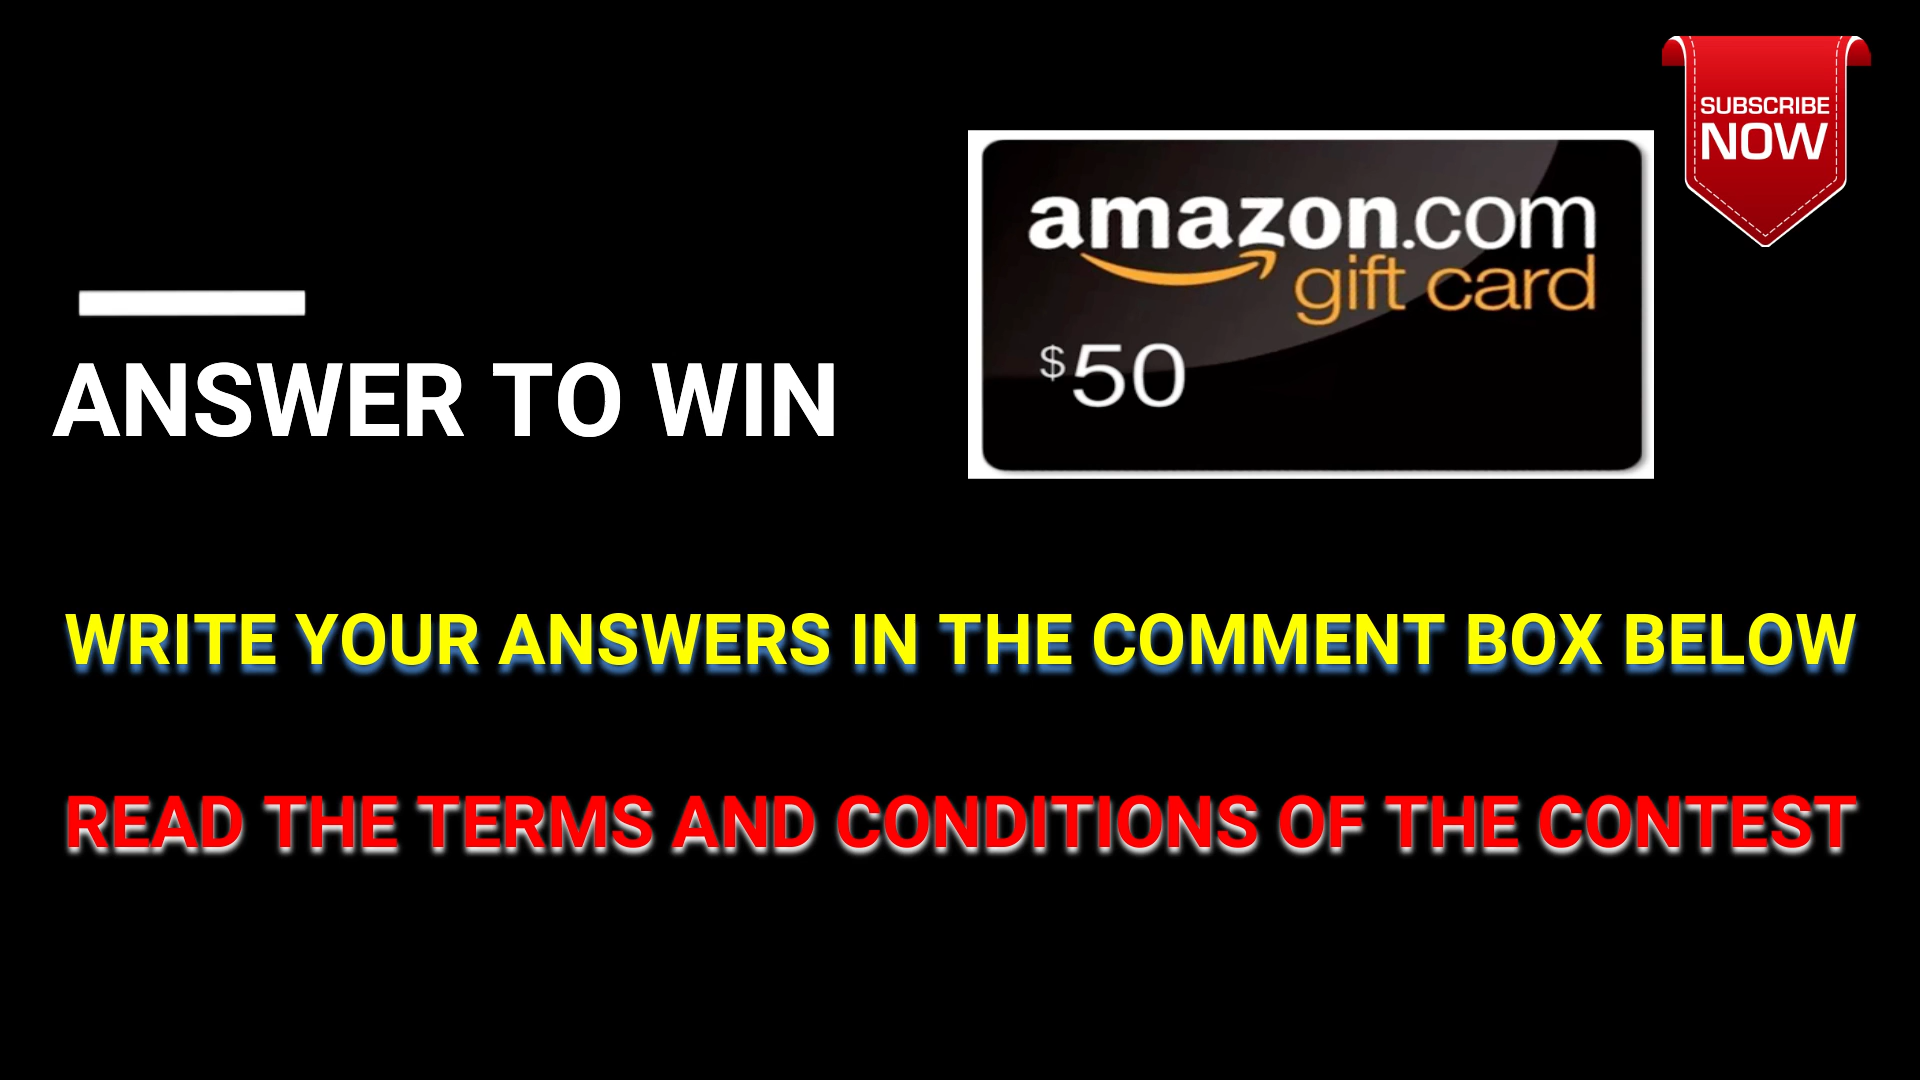 SUBSCRIBE
NOW
amazon.com
gift card
$50
ANSWER TO WIN
WRITE YOUR ANSWERS IN THE COMMENT BOX BELOW
READ THE TERMS AND CONDITIONS OF THE CONTEST